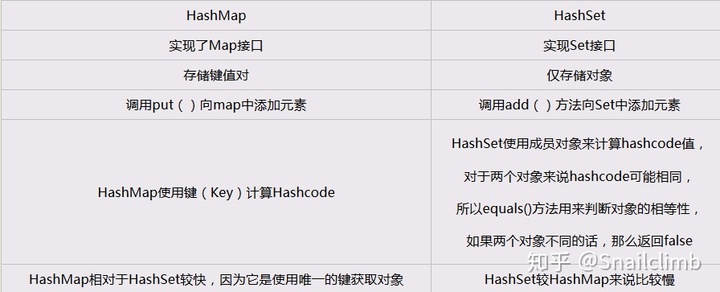 HashMap
HashSet
实现了Map接口
实现Set接口
存储键值对
仅存储对象
调用put（）向map中添加元素
调用add（）方法向Set中添加元素
HashMap使用键（Key）计算Hashcode
HashSet使用成员对象来计算hashcode值，
对于两个对象来说hashcode可能相同，
所以equals()方法用来判断对象的相等性，
如果两个对象不同的话，那么返回false
HashMap相对于HashSet较快，因为它是使用唯一的键获取对象
HashSet较HashMap来说比较慢
知乎 @Snailclimb